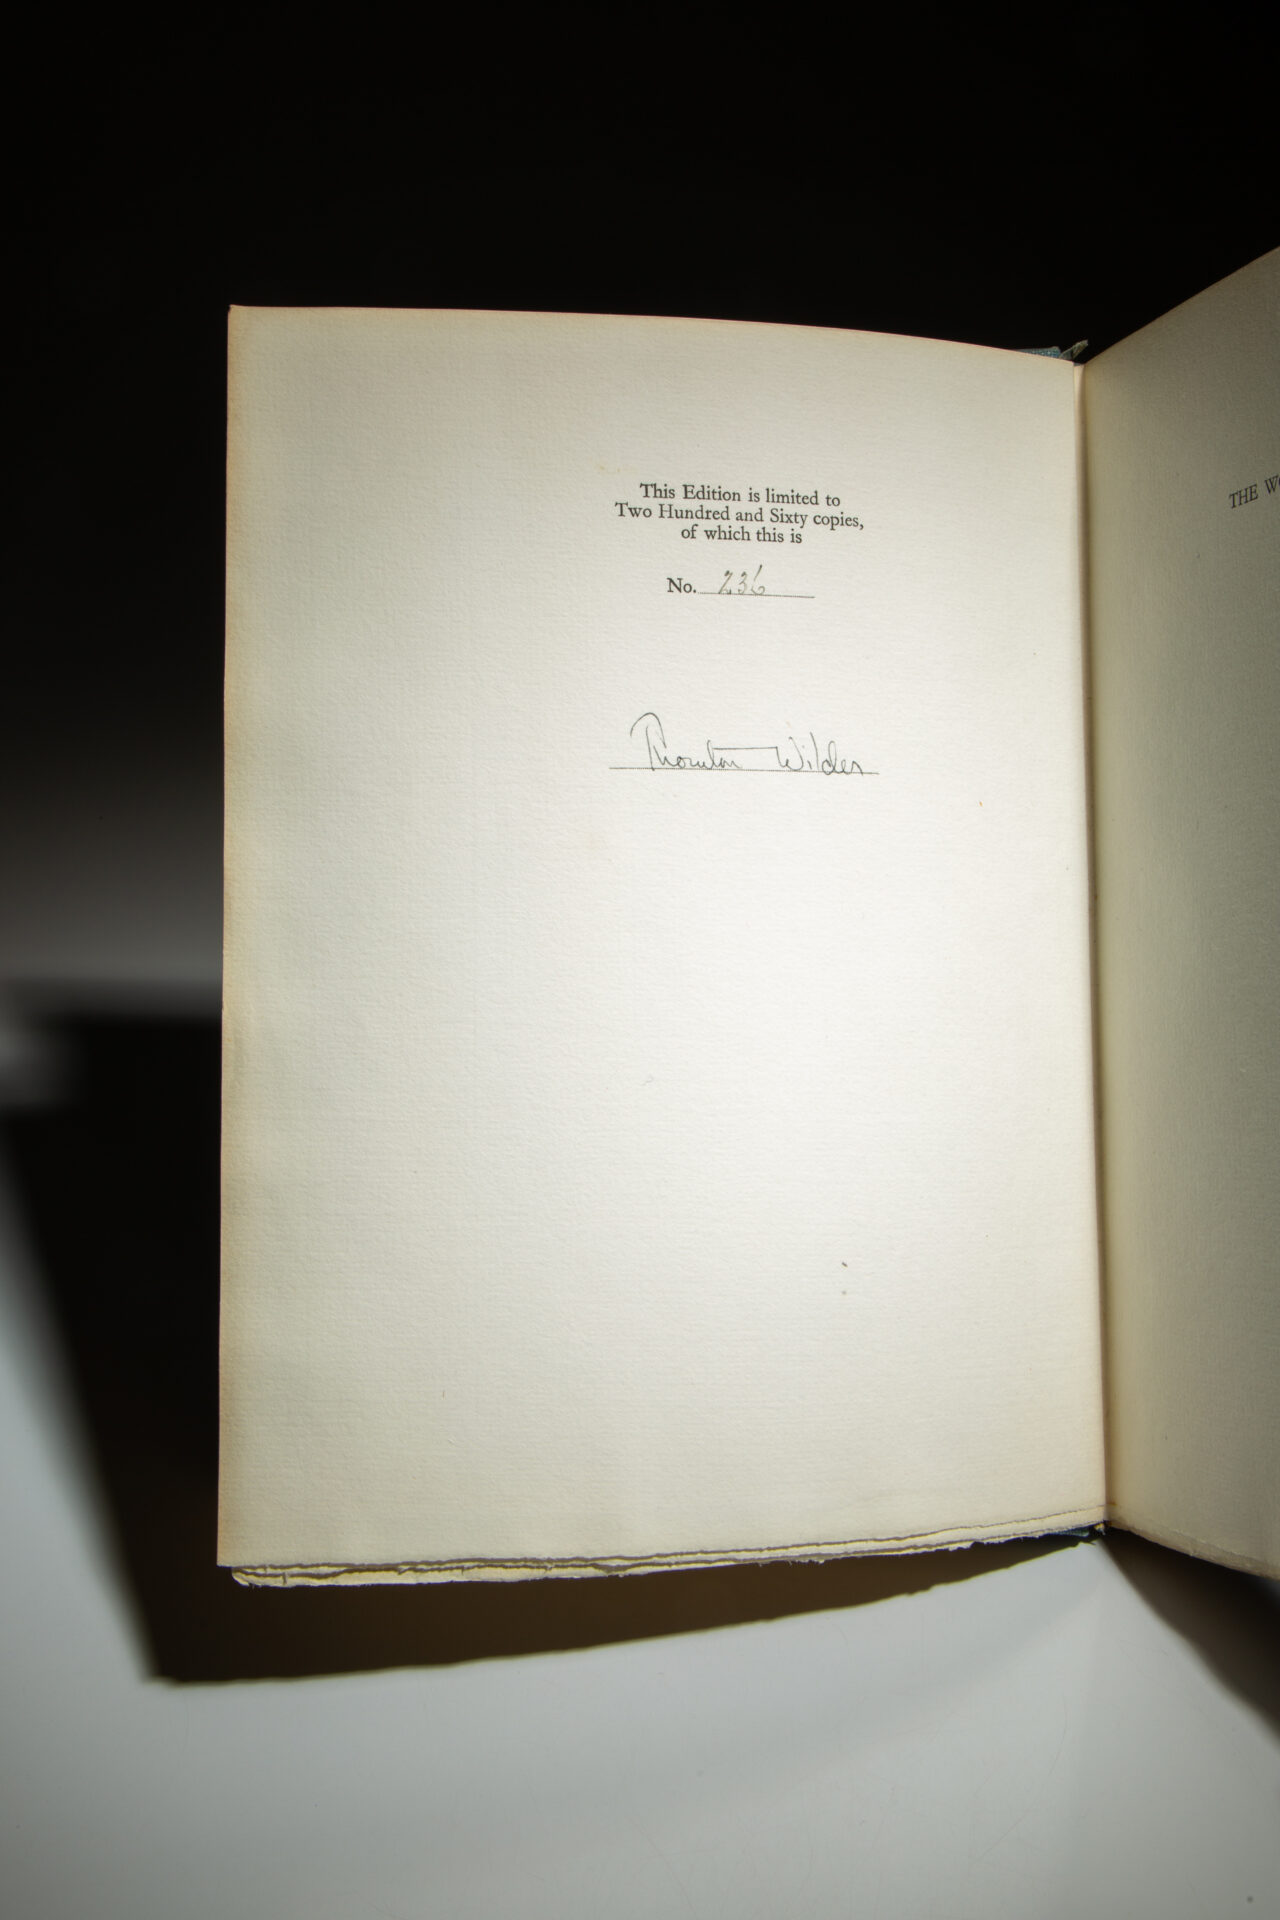 This Edition is limited to
Two Hundred and Sixty copies,
of which this is
No. 236
Thornton Wilder
THE